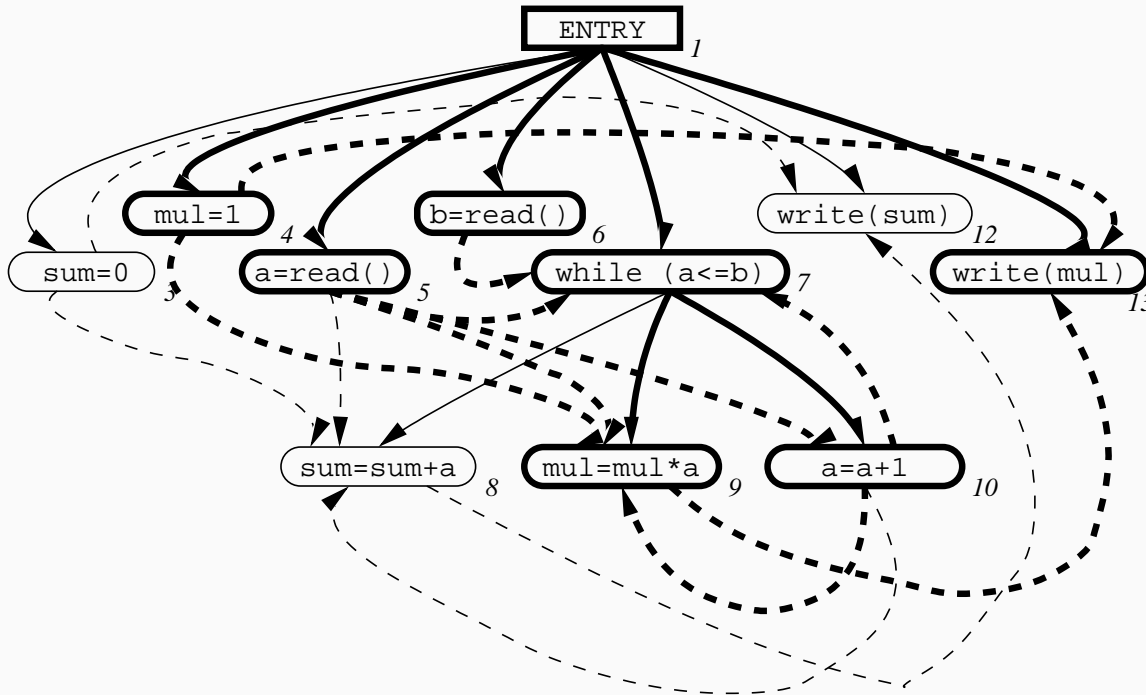 ENTRY
1
mul=1
4
b=read()
6
write(sum)
12
sum=0
3
a=read()
5
while (a<=b)
7
write(mul)
13
sum=sum+a
8
mul=mul*a
9
a=a+1
10